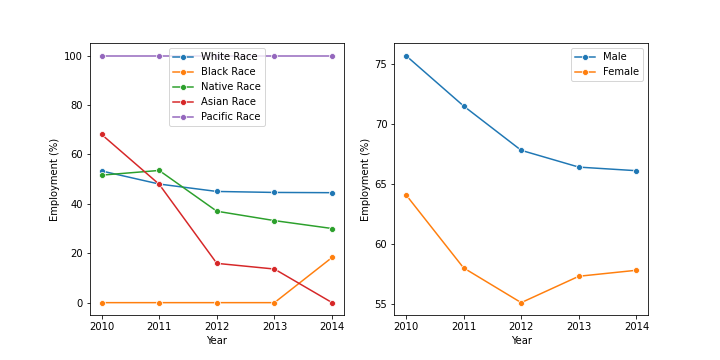 100
80
60
40
20
0
Employment (%)
2010 2011 2012 2013 2014
Year
White Race
Black Race
Native Race
Asian Race
Pacific Race
75
70
65
60
55
Employment (%)
2010 2011 2012 2013 2014
Year
Male
Female